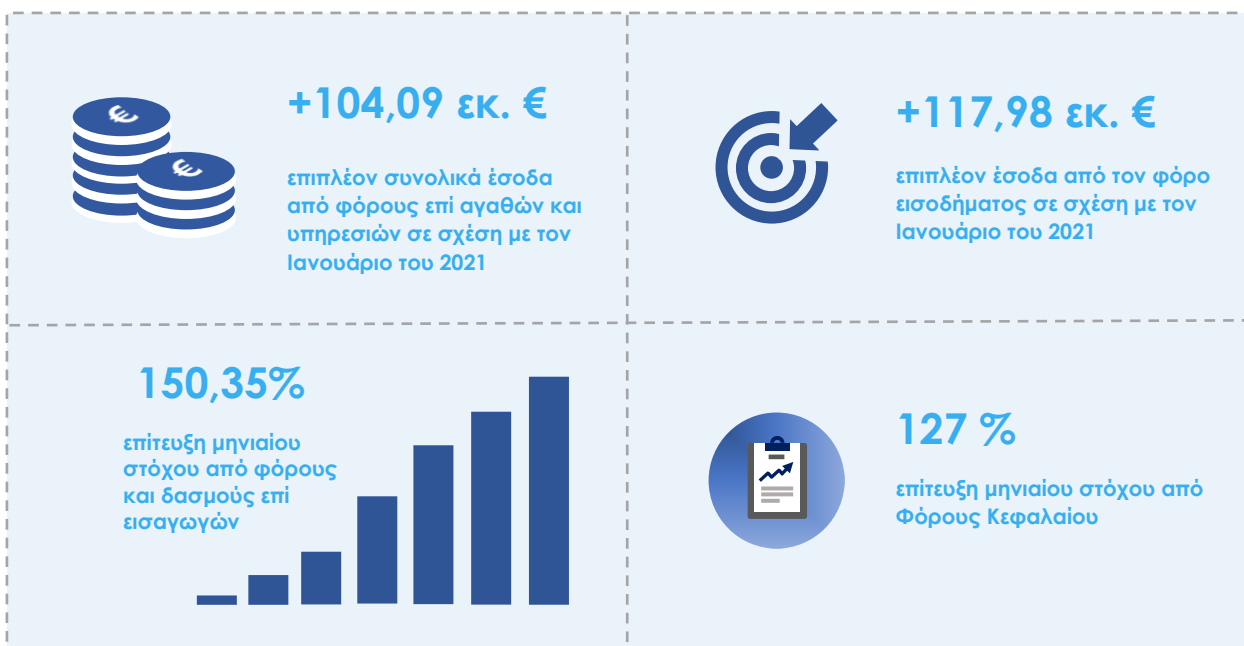 +104,09 εκ. €
επιπλέον συνολικά έσοδα
από φόρους επί αγαθών και
υπηρεσιών σε σχέση με τον
Ιανουάριο του 2021
+117,98 εκ. €
επιπλέον έσοδα από τον φόρο
εισοδήματος σε σχέση με τον
Ιανουάριο του 2021
150,35%
επίτευξη μηνιαίου
στόχου από φόρους
και δασμούς επί
εισαγωγών
127 %
επίτευξη μηνιαίου στόχου από
Φόρους Κεφαλαίου